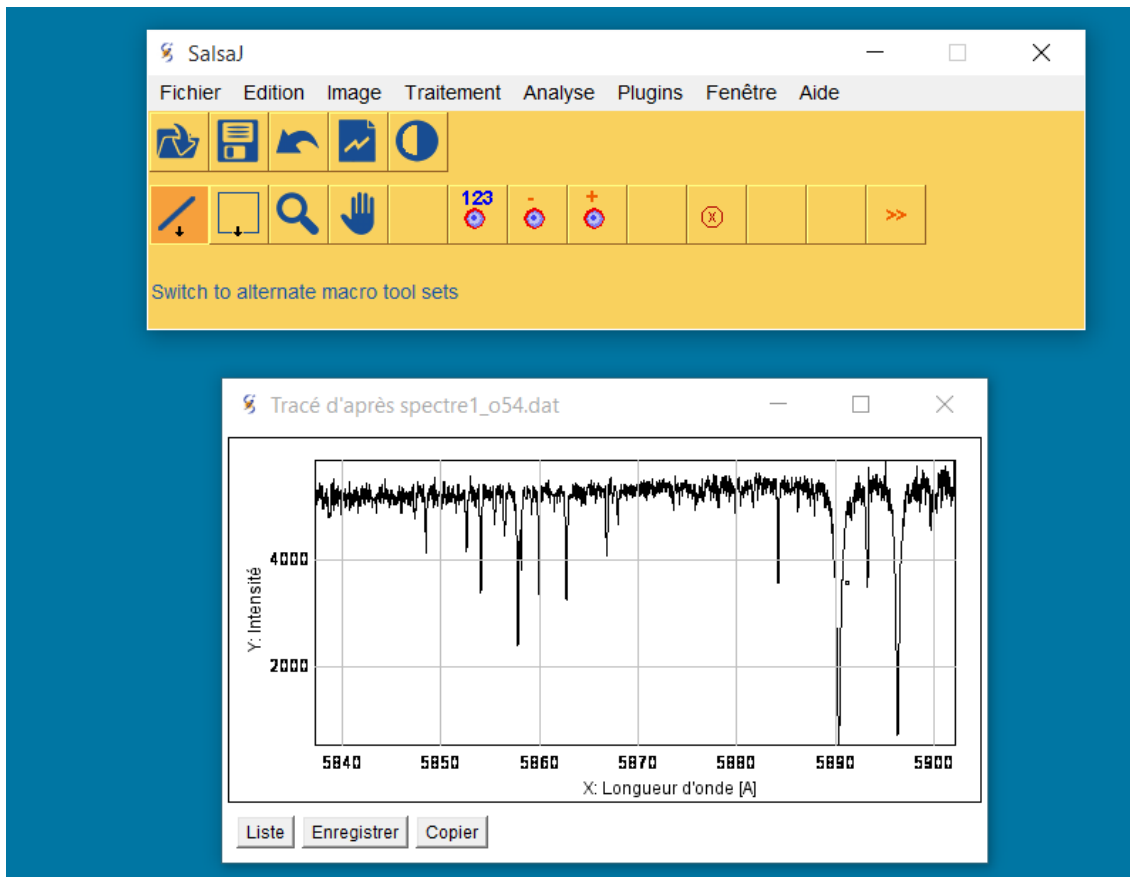 SalsaJ
Fichier Edition Image Traitement Analyse Plugins Fenêtre Aide
123
- +
x
>>
Switch to alternate macro tool sets
Tracé d'après spectre1_o54.dat
Y: Intensité
4000
2000
5840 5850 5860 5870 5880 5890 5900
X: Longueur d'onde [A]
Liste Enregistrer Copier